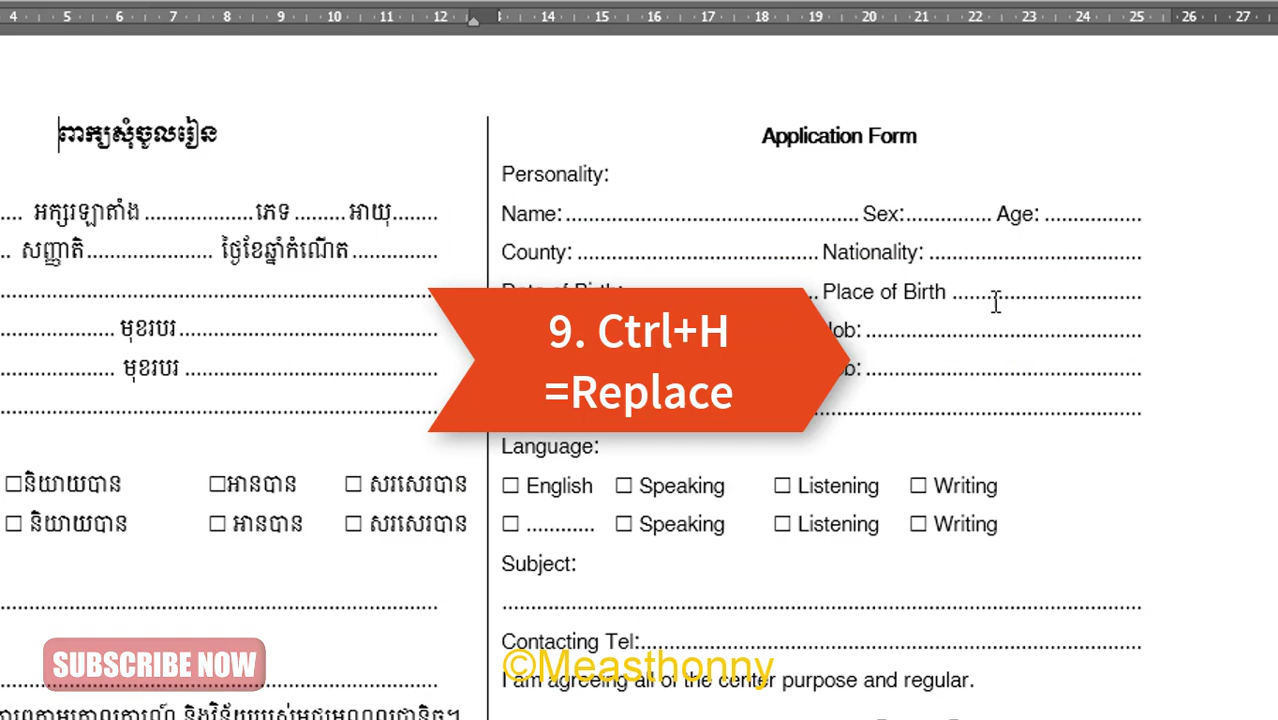 4 5 6 7 8 9 10 11 12 14 15 16 17 18 19 20 21 22 23 24 25 26 27
ពាក្យសុំចូលរៀន
.... អក្សរឡាតាំង ................... ភេទ ......... អាយុ ........
.. សញ្ញាតិ ...................... ថ្ងៃខែឆ្នាំកំណើត ...............
.................... មុខរបរ .............................................
.................... មុខរបរ .............................................
☐និយាយបាន ☐អានបាន ☐ សរសេរបាន
☐ និយាយបាន ☐ អានបាន ☐ សរសេរបាន
Application Form
Personality:
Name: .................................................... Sex:............... Age: .................
County: ........................................... Nationality: ......................................
Place of Birth ..................................
Job: .................................................
Language:
☐ English ☐ Speaking ☐ Listening ☐ Writing
☐ ............ ☐ Speaking ☐ Listening ☐ Writing
Subject:
...................................................................................................................
Contacting Tel:.........................................................................................
I am agreeing all of the center purpose and regular.
9. Ctrl+H
=Replace
SUBSCRIBE NOW
©Measthonny